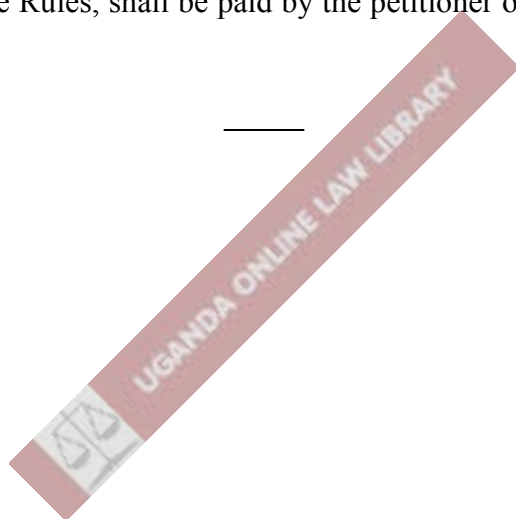 e Rules, shall be paid by the petitioner o
UGANDA ONLINE LAW LIBRARY